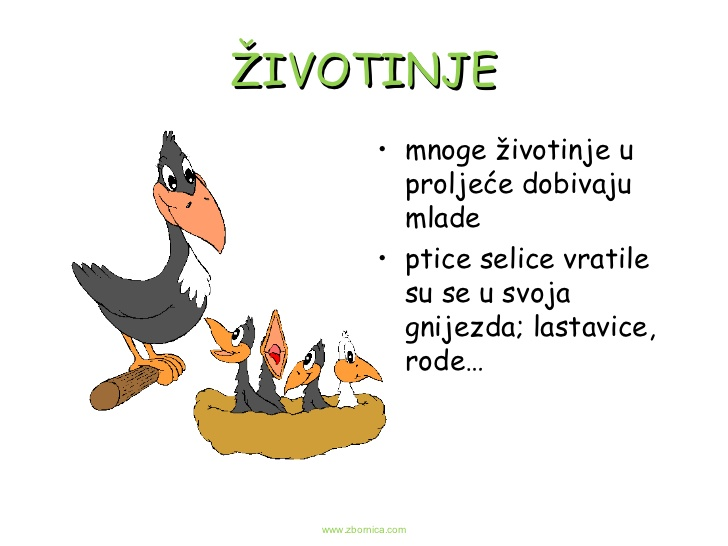 ŽIVOTINJE
• mnoge životinje u
proljeće dobivaju
mlade
• ptice selice vratile
su se u svoja
gnijezda; lastavice,
rode…
www.zbornica.com